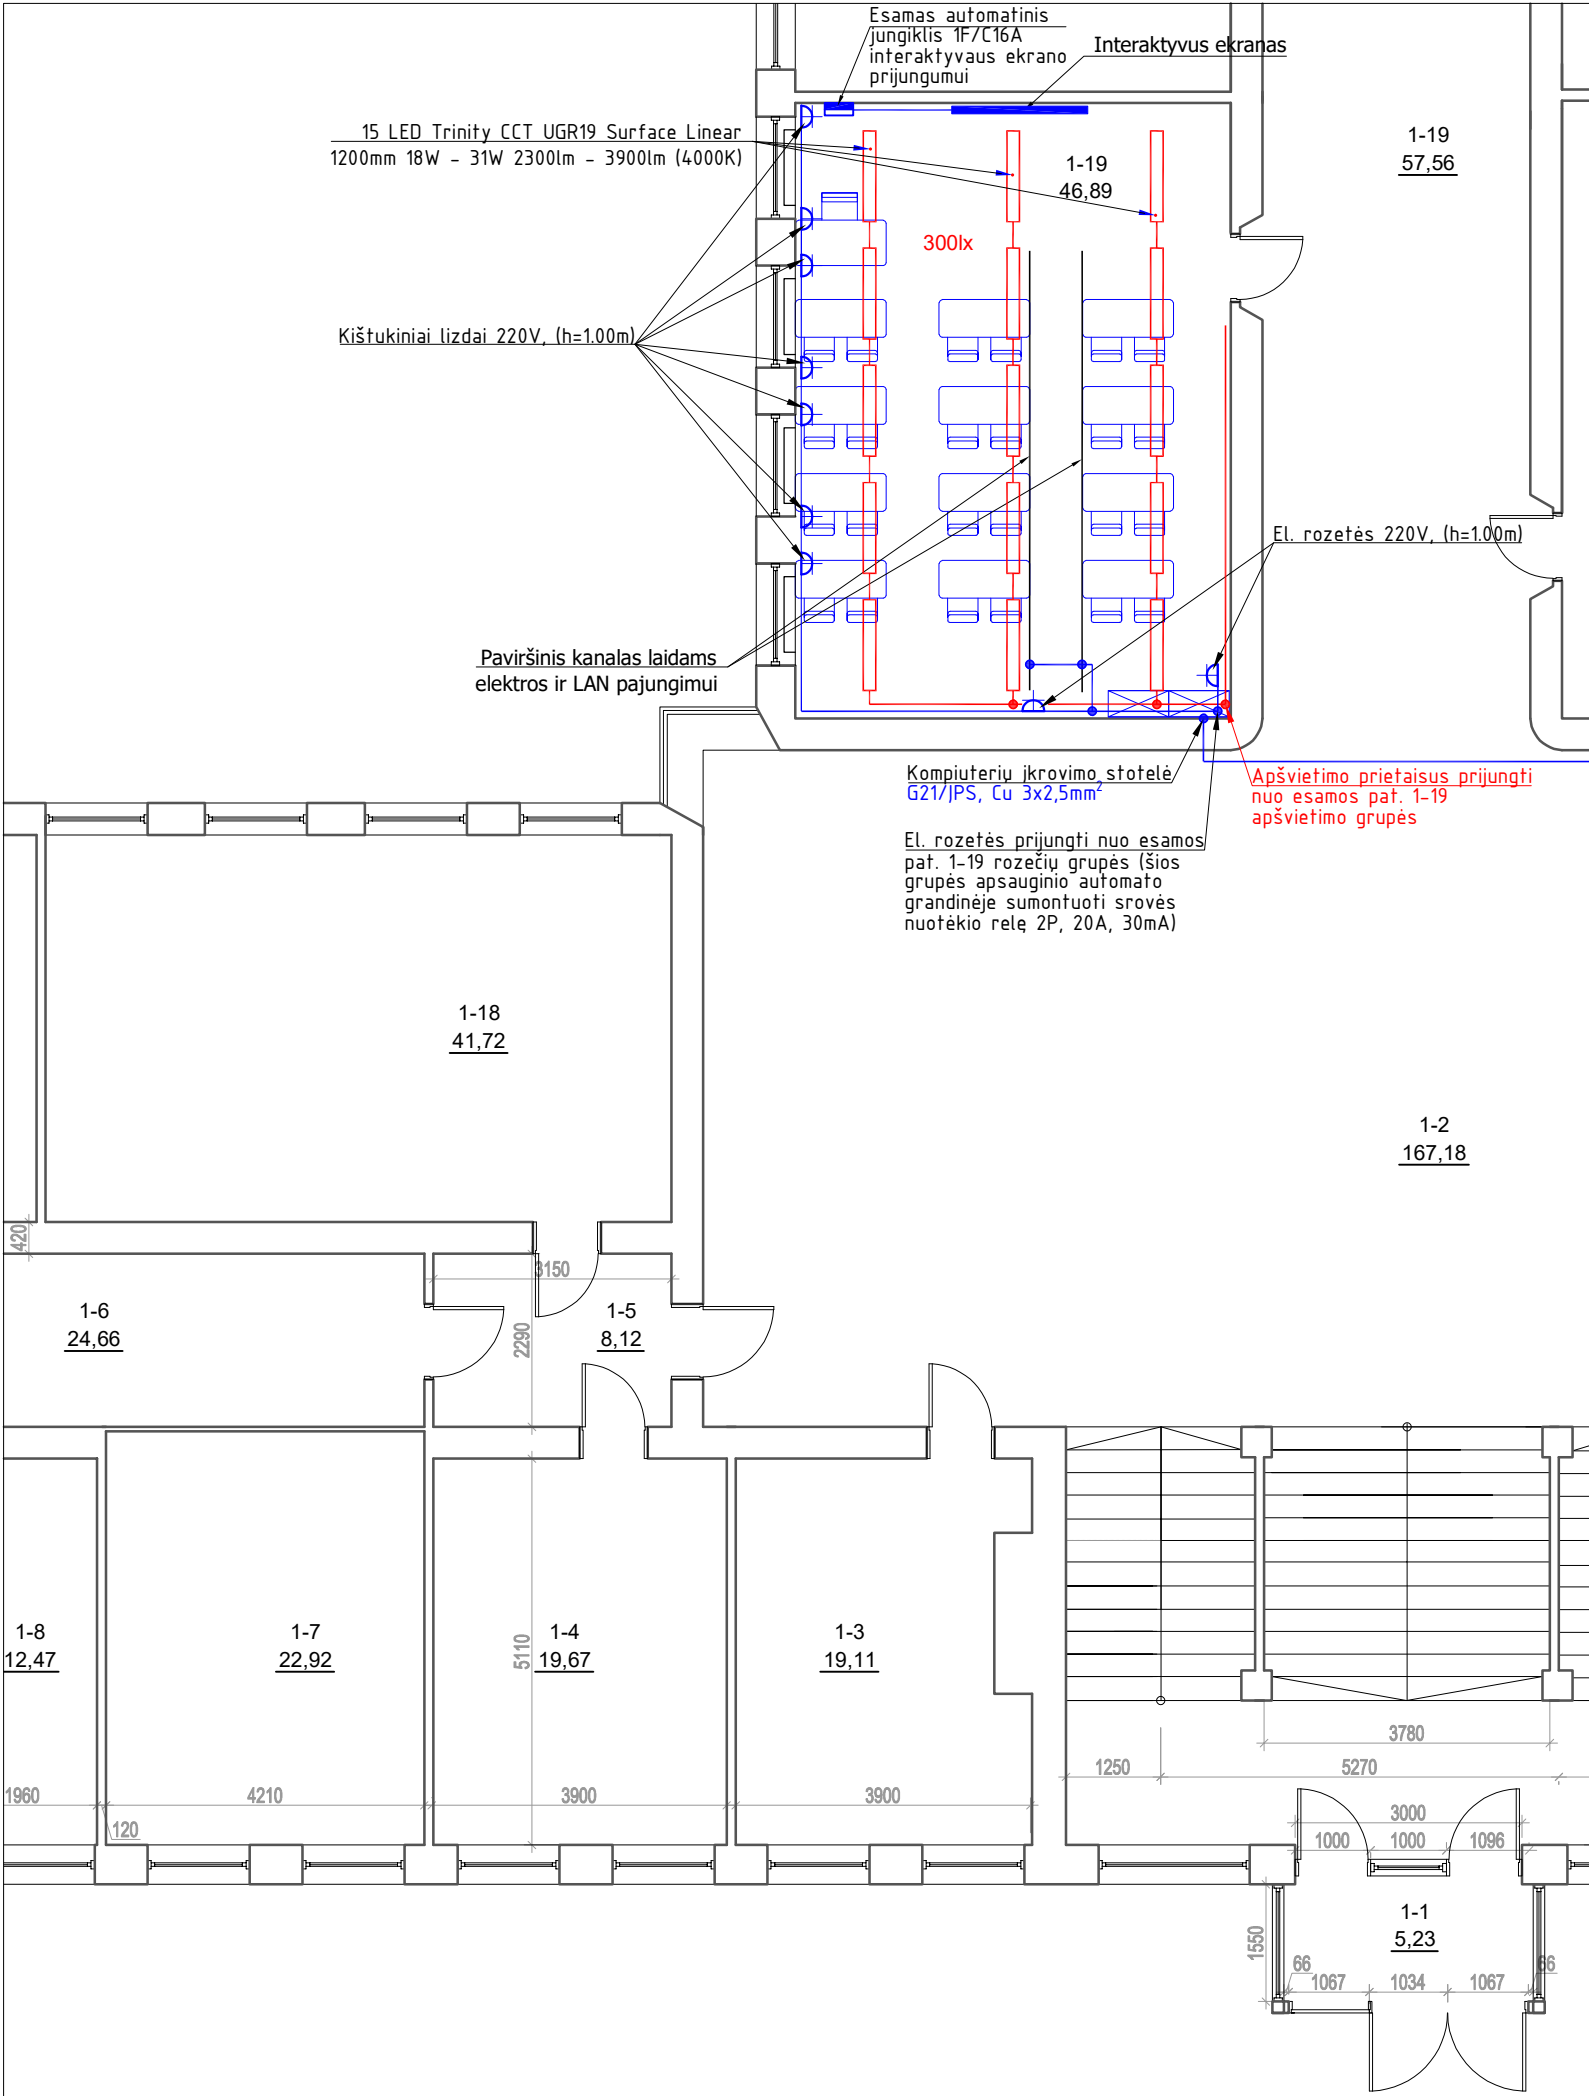 Esamas automatinis
jungiklis 1F/C16A
interaktyvaus ekrano
prijungumui
Interaktyvus ekranas
15 LED Trinity CCT UGR19 Surface Linear
1200mm 18W - 31W 2300lm - 3900lm (4000K)
1-19
46,89
1-19
57,56
300lx
Kištukiniai lizdai 220V, (h=1.00m)
El. rozetės 220V, (h=1.00m)
Paviršinis kanalas laidams
elektros ir LAN pajungimui
Kompiuterių įkrovimo stotelė
G21/ĮPS, Cu 3x2,5mm²
Apšvietimo prietaisus prijungti
nuo esamos pat. 1-19
apšvietimo grupės
El. rozetės prijungti nuo esamos
pat. 1-19 rozečių grupės (šios
grupės apsauginio automato
grandinėje sumontuoti srovės
nuotėkio relę 2P, 20A, 30mA)
1-18
41,72
1-2
167,18
420
3150
1-6
24,66
1-5
8,12
2290
1-8
12,47
1-7
22,92
1-4
19,67
5110
1-3
19,11
3780
1250
5270
1960
4210
3900
3900
120
3000
1000
1000
1096
1-1
5,23
1550
66
1067
1034
1067
66